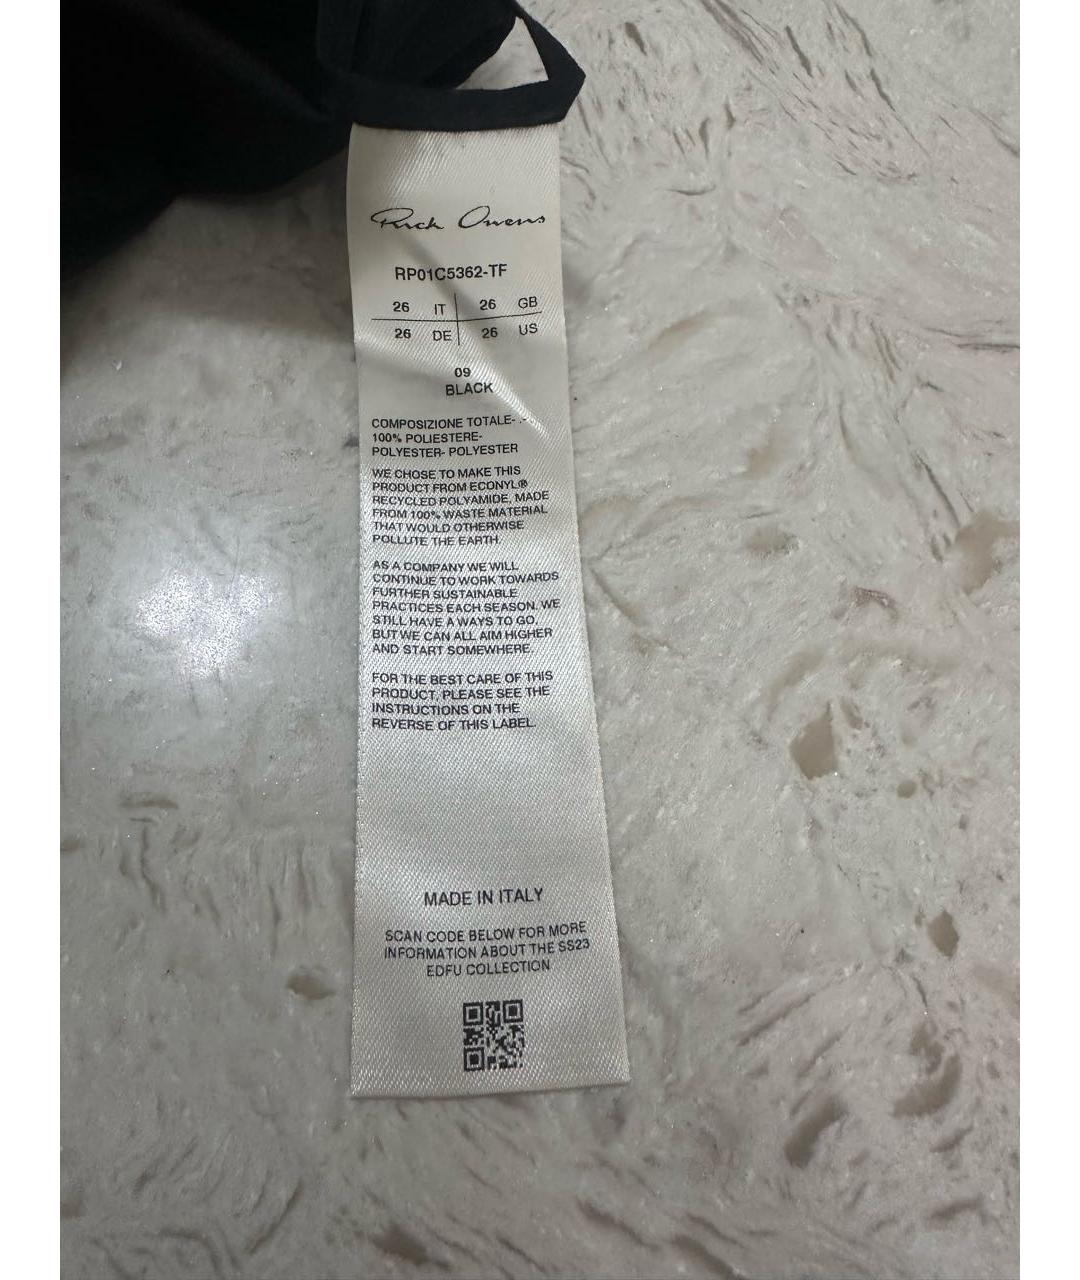 Rick Owens
RP01C5362-TF
26 IT 26 GB
26 DE 26 US
09
BLACK
COMPOSIZIONE TOTALE-
100% POLIESTERE-
POLYESTER- POLYESTER
WE CHOSE TO MAKE THIS
PRODUCT FROM ECONYL®
RECYCLED POLYAMIDE, MADE
FROM 100% WASTE MATERIAL
THAT WOULD OTHERWISE
POLLUTE THE EARTH.
AS A COMPANY WE WILL
CONTINUE TO WORK TOWARDS
FURTHER SUSTAINABLE
PRACTICES EACH SEASON. WE
STILL HAVE A WAYS TO GO,
BUT WE CAN ALL AIM HIGHER
AND START SOMEWHERE.
FOR THE BEST CARE OF THIS
PRODUCT, PLEASE SEE THE
INSTRUCTIONS ON THE
REVERSE OF THIS LABEL.
MADE IN ITALY
SCAN CODE BELOW FOR MORE
INFORMATION ABOUT THE SS23
EDFU COLLECTION